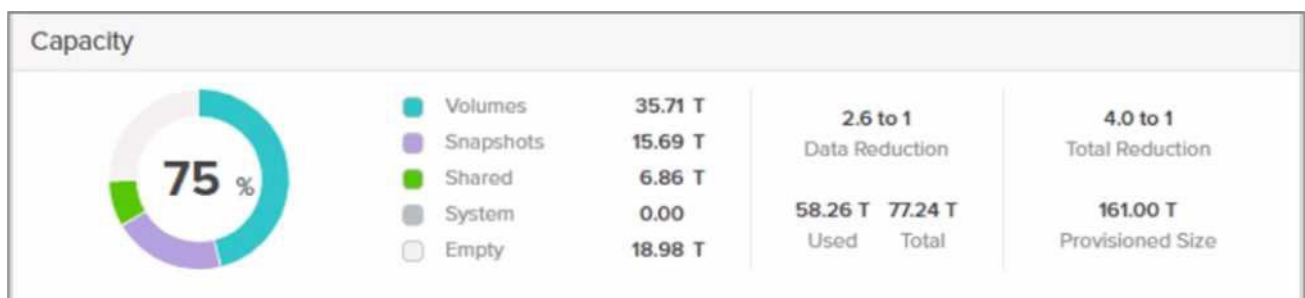 Capacity
75 %
Volumes 35.71 T
Snapshots 15.69 T
Shared 6.86 T
System 0.00
Empty 18.98 T
2.6 to 1
Data Reduction
58.26 T 77.24 T
Used Total
4.0 to 1
Total Reduction
161.00 T
Provisioned Size